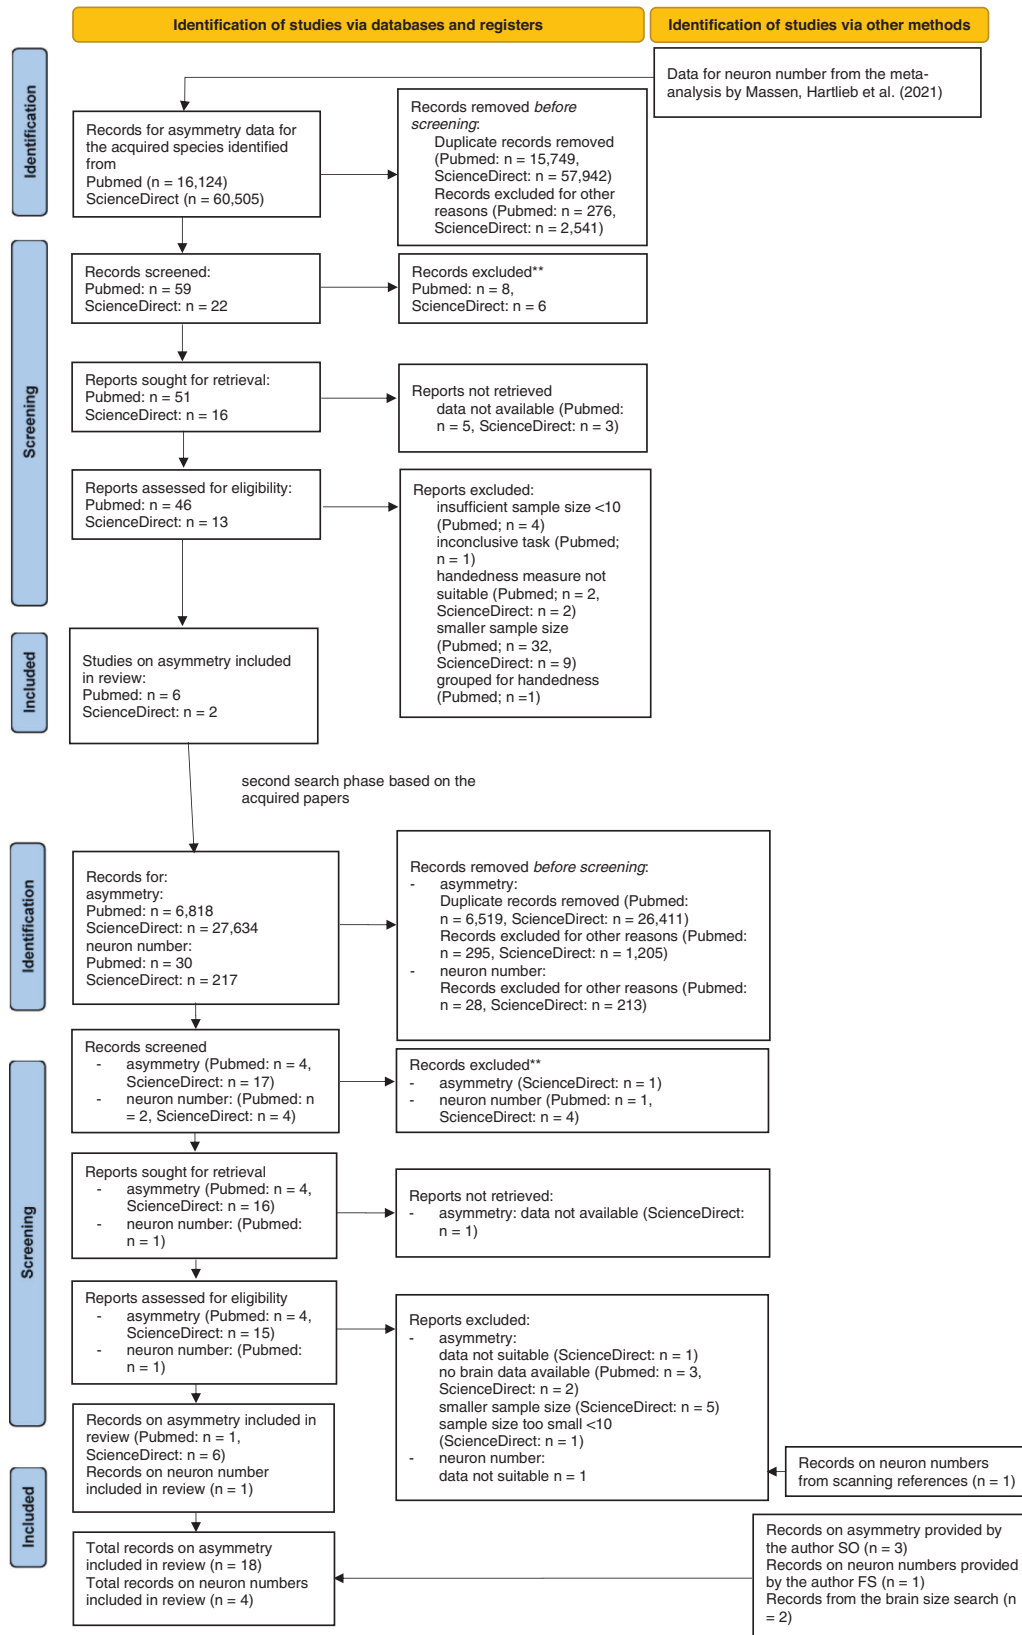 Identification of studies via databases and registers
Identification of studies via other methods
Identification
Data for neuron number from the meta-
analysis by Massen, Hartlieb et al. (2021)
Records for asymmetry data for
the acquired species identified
from
Pubmed (n = 16,124)
ScienceDirect (n = 60,505)
Records removed before
screening:
Duplicate records removed
(Pubmed: n = 15,749,
ScienceDirect: n = 57,942)
Records excluded for other
reasons (Pubmed: n = 276,
ScienceDirect: n = 2,541)
Screening
Records screened:
Pubmed: n = 59
ScienceDirect: n = 22
Records excluded**
Pubmed: n = 8,
ScienceDirect: n = 6
Reports sought for retrieval:
Pubmed: n = 51
ScienceDirect: n = 16
Reports not retrieved
data not available (Pubmed:
n = 5, ScienceDirect: n = 3)
Reports assessed for eligibility:
Pubmed: n = 46
ScienceDirect: n = 13
Reports excluded:
insufficient sample size <10
(Pubmed; n = 4)
inconclusive task (Pubmed;
n = 1)
handedness measure not
suitable (Pubmed; n = 2,
ScienceDirect: n = 2)
smaller sample size
(Pubmed; n = 32,
ScienceDirect: n = 9)
grouped for handedness
(Pubmed; n =1)
Included
Studies on asymmetry included
in review:
Pubmed: n = 6
ScienceDirect: n = 2
second search phase based on the
acquired papers
Identification
Records for:
asymmetry:
Pubmed: n = 6,818
ScienceDirect: n = 27,634
neuron number:
Pubmed: n = 30
ScienceDirect: n = 217
Records removed before screening:
- asymmetry:
Duplicate records removed (Pubmed:
n = 6,519, ScienceDirect: n = 26,411)
Records excluded for other reasons (Pubmed:
n = 295, ScienceDirect: n = 1,205)
- neuron number:
Records excluded for other reasons (Pubmed:
n = 28, ScienceDirect: n = 213)
Screening
Records screened
- asymmetry (Pubmed: n = 4,
ScienceDirect: n = 17)
- neuron number: (Pubmed: n
= 2, ScienceDirect: n = 4)
Records excluded**
- asymmetry (ScienceDirect: n = 1)
- neuron number (Pubmed: n = 1,
ScienceDirect: n = 4)
Reports sought for retrieval
- asymmetry (Pubmed: n = 4,
ScienceDirect: n = 16)
- neuron number: (Pubmed:
n = 1)
Reports not retrieved:
- asymmetry: data not available (ScienceDirect:
n = 1)
Reports assessed for eligibility
- asymmetry (Pubmed: n = 4,
ScienceDirect: n = 15)
- neuron number: (Pubmed:
n = 1)
Reports excluded:
- asymmetry:
data not suitable (ScienceDirect: n = 1)
no brain data available (Pubmed: n = 3,
ScienceDirect: n = 2)
smaller sample size (ScienceDirect: n = 5)
sample size too small <10
(ScienceDirect: n = 1)
- neuron number:
data not suitable n = 1
Records on asymmetry included in
review (Pubmed: n = 1,
ScienceDirect: n = 6)
Records on neuron number
included in review (n = 1)
Records on neuron numbers
from scanning references (n = 1)
Included
Total records on asymmetry
included in review (n = 18)
Total records on neuron numbers
included in review (n = 4)
Records on asymmetry provided by
the author SO (n = 3)
Records on neuron numbers provided
by the author FS (n = 1)
Records from the brain size search (n
= 2)